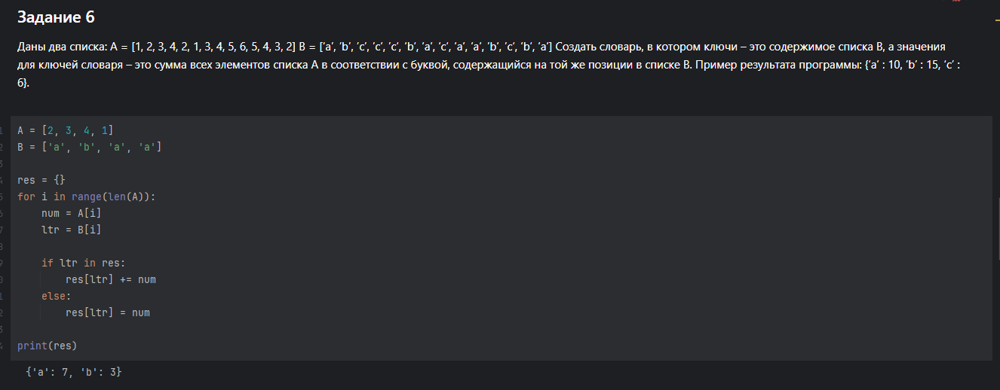 Задание 6
Даны два списка: A = [1, 2, 3, 4, 2, 1, 3, 4, 5, 6, 5, 4, 3, 2] B = [‘a’, ‘b’, ‘c’, ‘c’, ‘c’, ‘b’, ‘a’, ‘c’, ‘a’, ‘a’, ‘b’, ‘c’, ‘b’, ‘a’] Создать словарь, в котором ключи – это содержимое списка B, а значения
для ключей словаря – это сумма всех элементов списка A в соответствии с буквой, содержащийся на той же позиции в списке B. Пример результата программы: {‘a’ : 10, ‘b’ : 15, ‘c’ :
6}.
A = [2, 3, 4, 1]
B = ['a', 'b', 'a', 'a']
res = {}
for i in range(len(A)):
    num = A[i]
    ltr = B[i]
    if ltr in res:
        res[ltr] += num
    else:
        res[ltr] = num
print(res)
{'a': 7, 'b': 3}